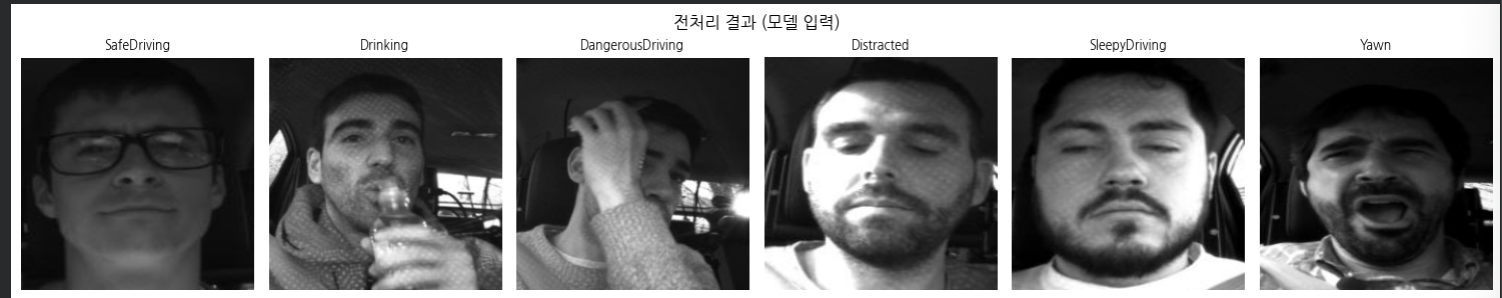 전처리 결과 (모델 입력)
SafeDriving Drinking DangerousDriving Distracted SleepyDriving Yawn